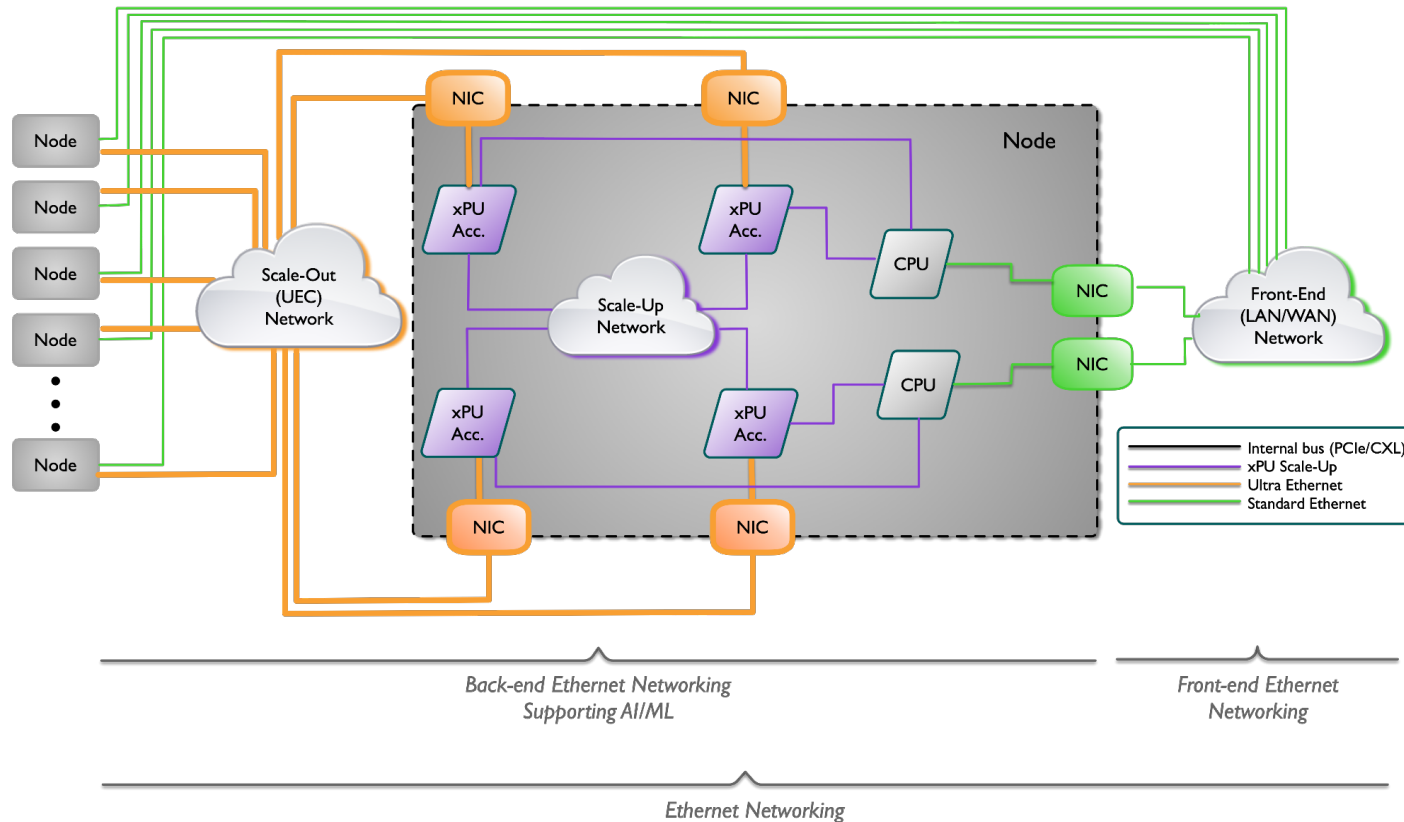 NIC
NIC
Node
Node
Node
xPU
Acc.
xPU
Acc.
Node
CPU
Scale-Out
(UEC)
Network
Scale-Up
Network
NIC
Front-End
(LAN/WAN)
Network
Node
Node
NIC
CPU
xPU
Acc.
xPU
Acc.
Node
Internal bus (PCIe/CXL)
xPU Scale-Up
Ultra Ethernet
Standard Ethernet
NIC
NIC
Back-end Ethernet Networking
Supporting AI/ML
Front-end Ethernet
Networking
Ethernet Networking